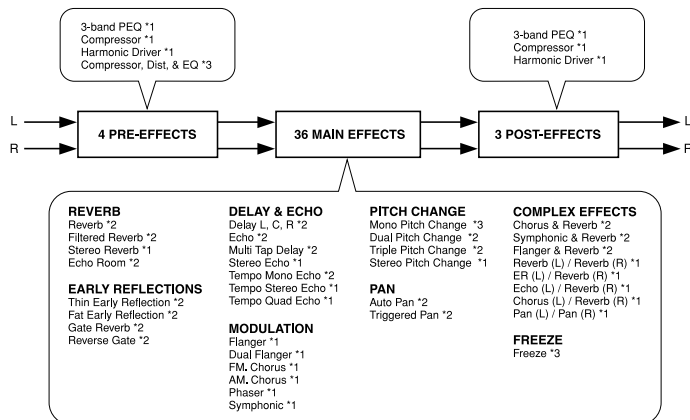 3-band PEQ *1
Compressor *1
Harmonic Driver *1
Compressor, Dist, & EQ *3
3-band PEQ *1
Compressor *1
Harmonic Driver *1
L
R
4 PRE-EFFECTS
36 MAIN EFFECTS
3 POST-EFFECTS
L
R
REVERB
Reverb *2
Filtered Reverb *2
Stereo Reverb *1
Echo Room *2
EARLY REFLECTIONS
Thin Early Reflection *2
Fat Early Reflection *2
Gate Reverb *2
Reverse Gate *2
DELAY & ECHO
Delay L, C, R *2
Echo *2
Multi Tap Delay *2
Stereo Echo *1
Tempo Mono Echo *2
Tempo Stereo Echo *1
Tempo Quad Echo *1
MODULATION
Flanger *1
Dual Flanger *1
FM. Chorus *1
AM. Chorus *1
Phaser *1
Symphonic *1
PITCH CHANGE
Mono Pitch Change *3
Dual Pitch Change *2
Triple Pitch Change *2
Stereo Pitch Change *1
PAN
Auto Pan *2
Triggered Pan *2
COMPLEX EFFECTS
Chorus & Reverb *2
Symphonic & Reverb *2
Flanger & Reverb *2
Reverb (L) / Reverb (R) *1
ER (L) / Reverb (R) *1
Echo (L) / Reverb (R) *1
Chorus (L) / Reverb (R) *1
Pan (L) / Pan (R) *1
FREEZE
Freeze *3